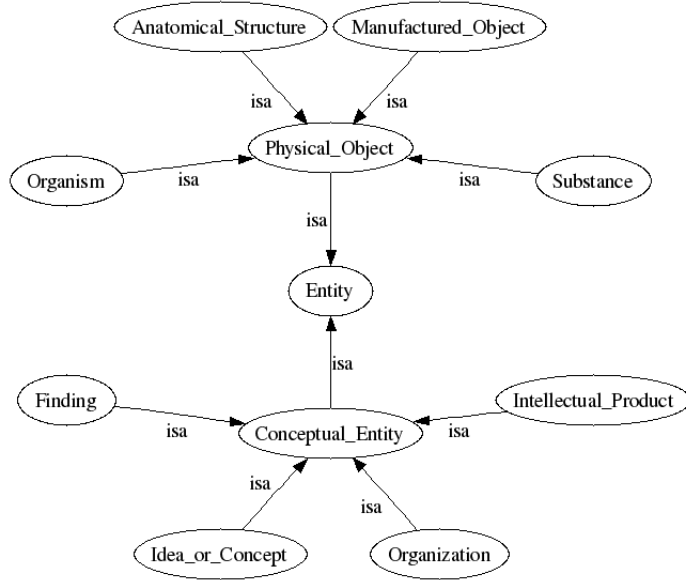 Anatomical_Structure
Manufactured_Object
isa
isa
Physical_Object
Organism
isa
isa
Substance
isa
Entity
isa
Finding
Intellectual_Product
isa
Conceptual_Entity
isa
isa
isa
Idea_or_Concept
Organization